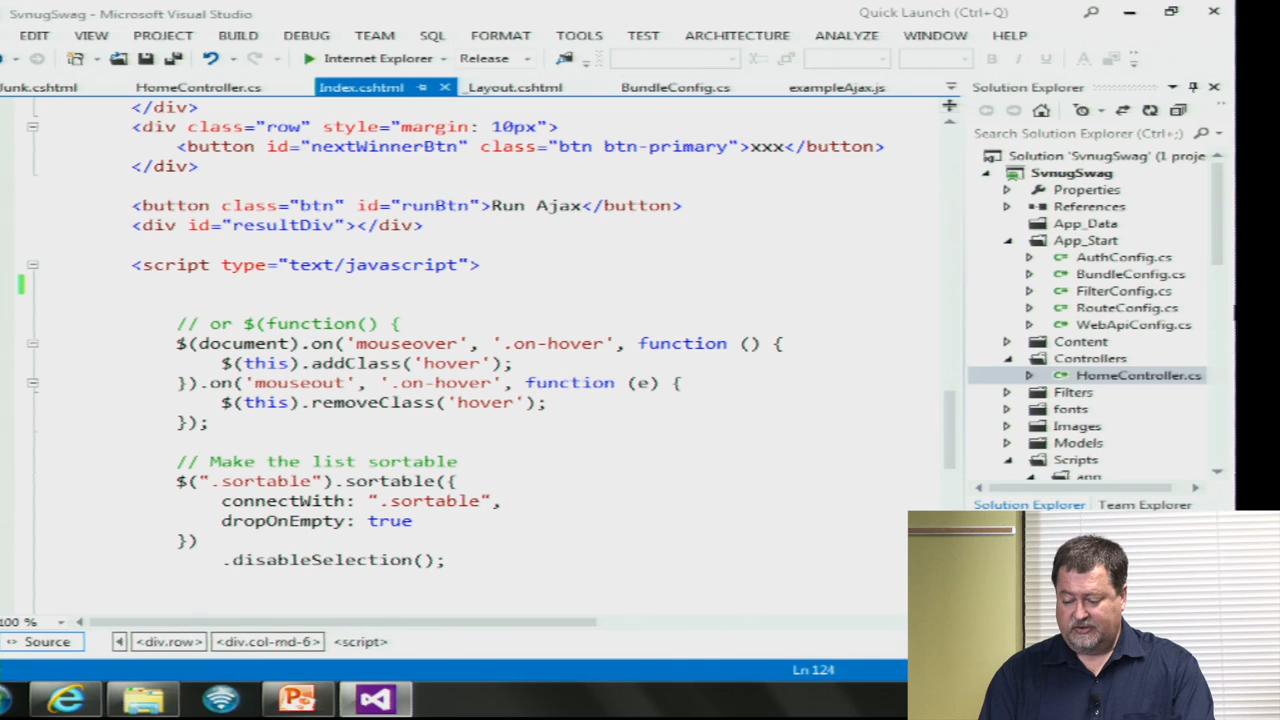 SvnugSwag - Microsoft Visual Studio
Quick Launch (Ctrl+Q)
EDIT VIEW PROJECT BUILD DEBUG TEAM SQL FORMAT TOOLS TEST ARCHITECTURE ANALYZE WINDOW HELP
Internet Explorer Release
B I U A
Junk.cshtml HomeController.cs Index.cshtml _Layout.cshtml BundleConfig.cs exampleAjax.js
</div>
<div class="row" style="margin: 10px">
<button id="nextWinnerBtn" class="btn btn-primary">xxx</button>
</div>
<button class="btn" id="runBtn">Run Ajax</button>
<div id="resultDiv"></div>
<script type="text/javascript">
// or $(function() {
$(document).on('mouseover', '.on-hover', function () {
$(this).addClass('hover');
}).on('mouseout', '.on-hover', function (e) {
$(this).removeClass('hover');
});
// Make the list sortable
$(".sortable").sortable({
connectWith: ".sortable",
dropOnEmpty: true
})
.disableSelection();
100 %
Source <div.row> <div.col-md-6> <script>
Ln 124
Solution Explorer
Search Solution Explorer (Ctrl+;)
Solution 'SvnugSwag' (1 proje
SvnugSwag
Properties
References
App_Data
App_Start
AuthConfig.cs
BundleConfig.cs
FilterConfig.cs
RouteConfig.cs
WebApiConfig.cs
Content
Controllers
HomeController.cs
Filters
fonts
Images
Models
Scripts
app
Solution Explorer Team Explorer